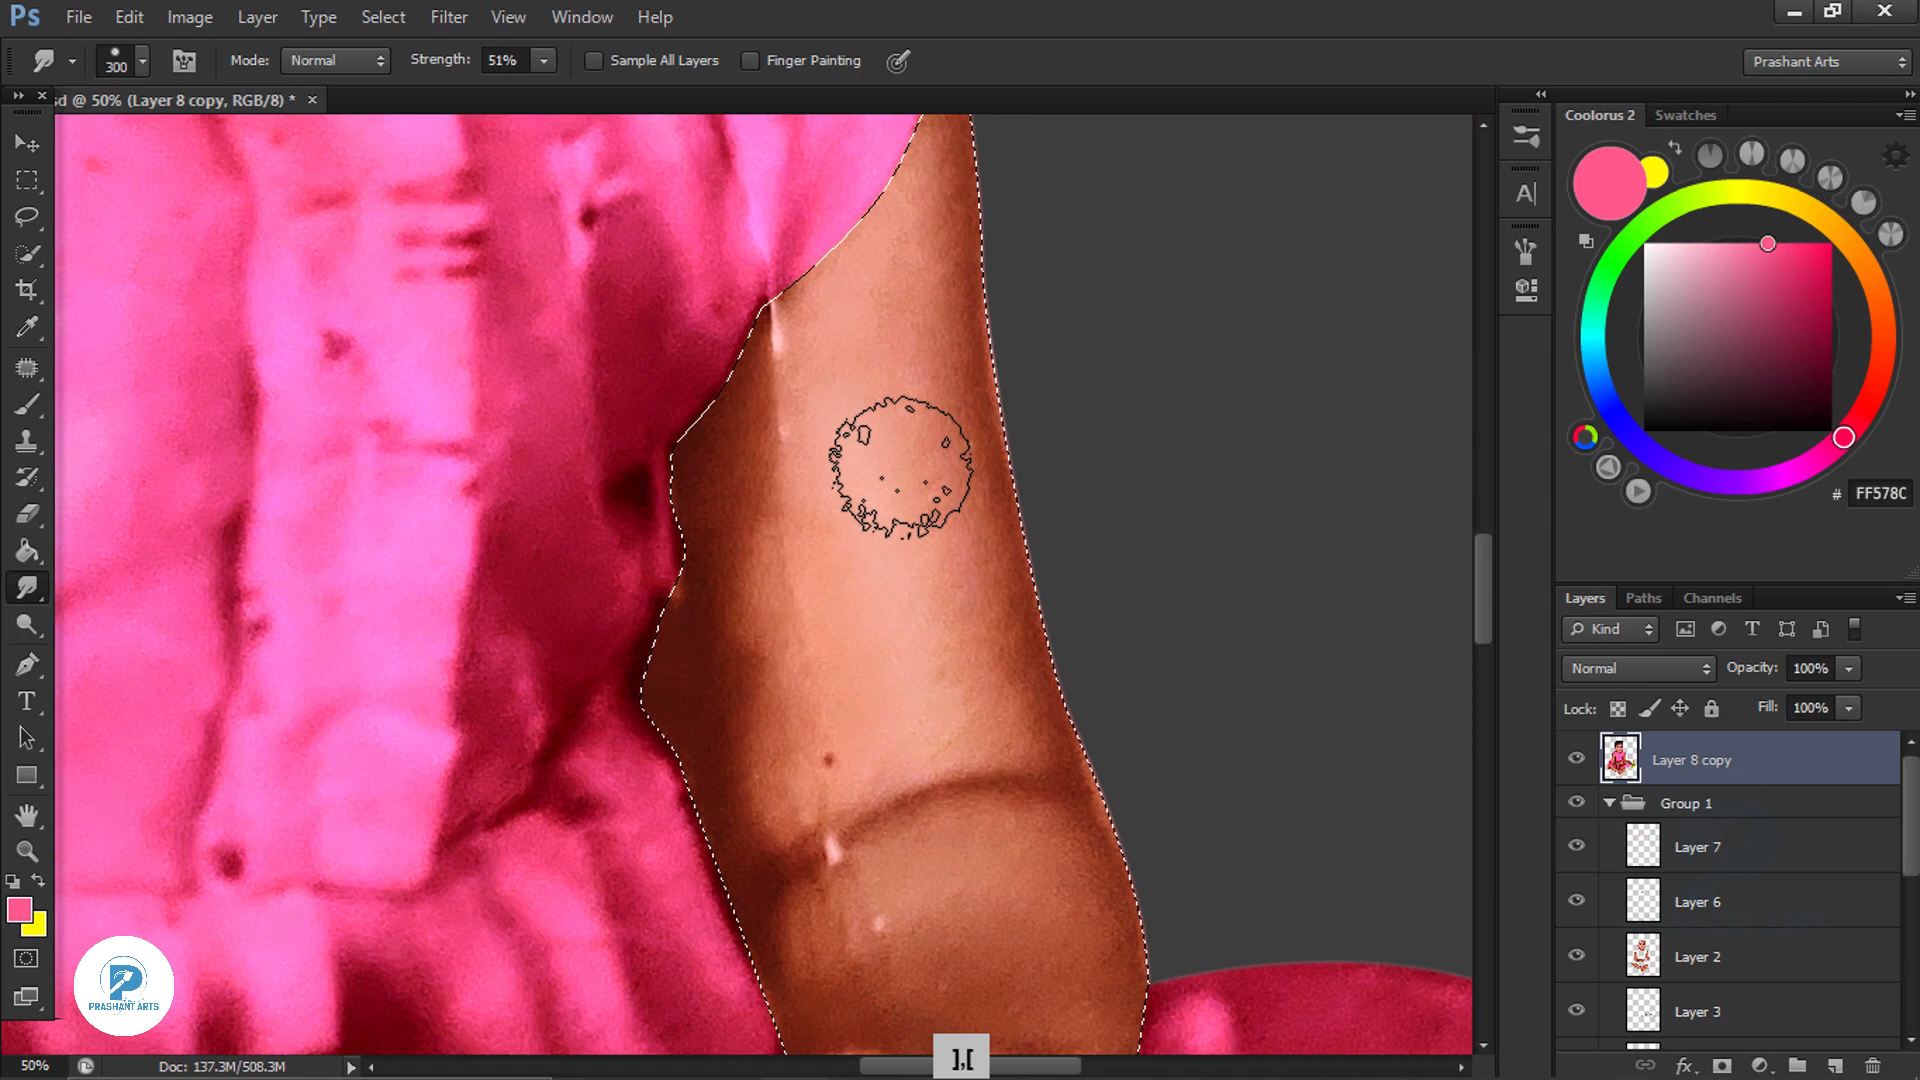 Ps File Edit Image Layer Type Select Filter View Window Help
300 Mode: Normal Strength: 51% Sample All Layers Finger Painting Prashant Arts
sd @ 50% (Layer 8 copy, RGB/8) * ×
Coolorus 2 Swatches
# FF578C
Layers Paths Channels
Kind
Normal Opacity: 100%
Lock: Fill: 100%
Layer 8 copy
Group 1
Layer 7
Layer 6
Layer 2
Layer 3
PRASHANT ARTS
50% Doc: 137.3M/508.3M
],[